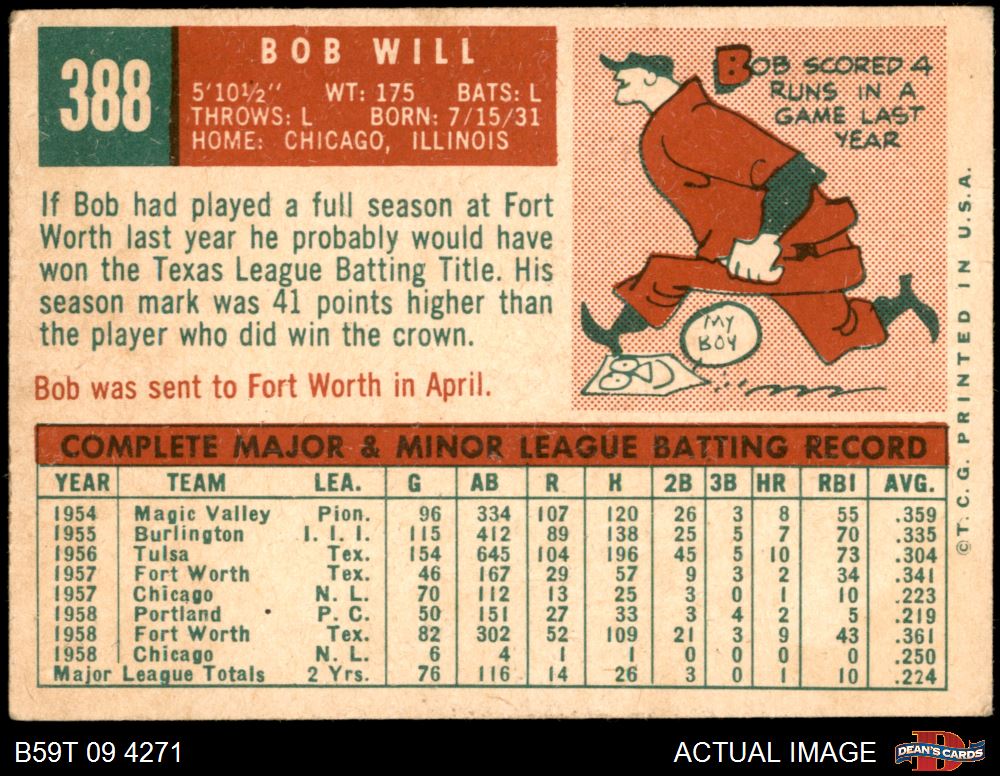 388
BOB WILL
5'10½" WT: 175 BATS: L
THROWS: L BORN: 7/15/31
HOME: CHICAGO, ILLINOIS
If Bob had played a full season at Fort
Worth last year he probably would have
won the Texas League Batting Title. His
season mark was 41 points higher than
the player who did win the crown.
Bob was sent to Fort Worth in April.
BOB SCORED 4
RUNS IN A
GAME LAST
YEAR
MY
BOY
©T. C. G. PRINTED IN U.S.A.
COMPLETE MAJOR & MINOR LEAGUE BATTING RECORD
YEAR TEAM LEA. G AB R H 2B 3B HR RBI AVG.
1954 Magic Valley Pion. 96 334 107 120 26 3 8 55 .359
1955 Burlington I. I. I. 115 412 89 138 25 5 7 70 .335
1956 Tulsa Tex. 154 645 104 196 45 5 10 73 .304
1957 Fort Worth Tex. 46 167 29 57 9 3 2 34 .341
1957 Chicago N. L. 70 112 13 25 3 0 1 10 .223
1958 Portland P. C. 50 151 27 33 3 4 2 5 .219
1958 Fort Worth Tex. 82 302 52 109 21 3 9 43 .361
1958 Chicago N. L. 6 4 1 1 0 0 0 0 .250
Major League Totals 2 Yrs. 76 116 14 26 3 0 1 10 .224
B59T 09 4271
ACTUAL IMAGE
DEAN'S CARDS